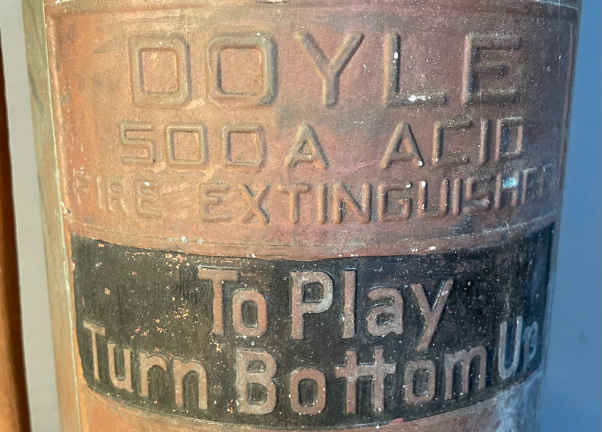 DOYLE
SODA ACID
FIRE EXTINGUISHER
To Play
Turn Bottom Up